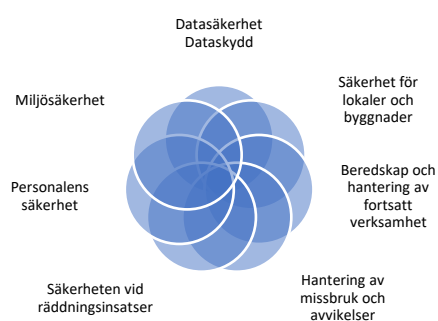 Datasäkerhet
Dataskydd
Säkerhet för
lokaler och
byggnader
Beredskap och
hantering av
fortsatt
verksamhet
Hantering av
missbruk och
avvikelser
Säkerheten vid
räddningsinsatser
Personalens
säkerhet
Miljösäkerhet